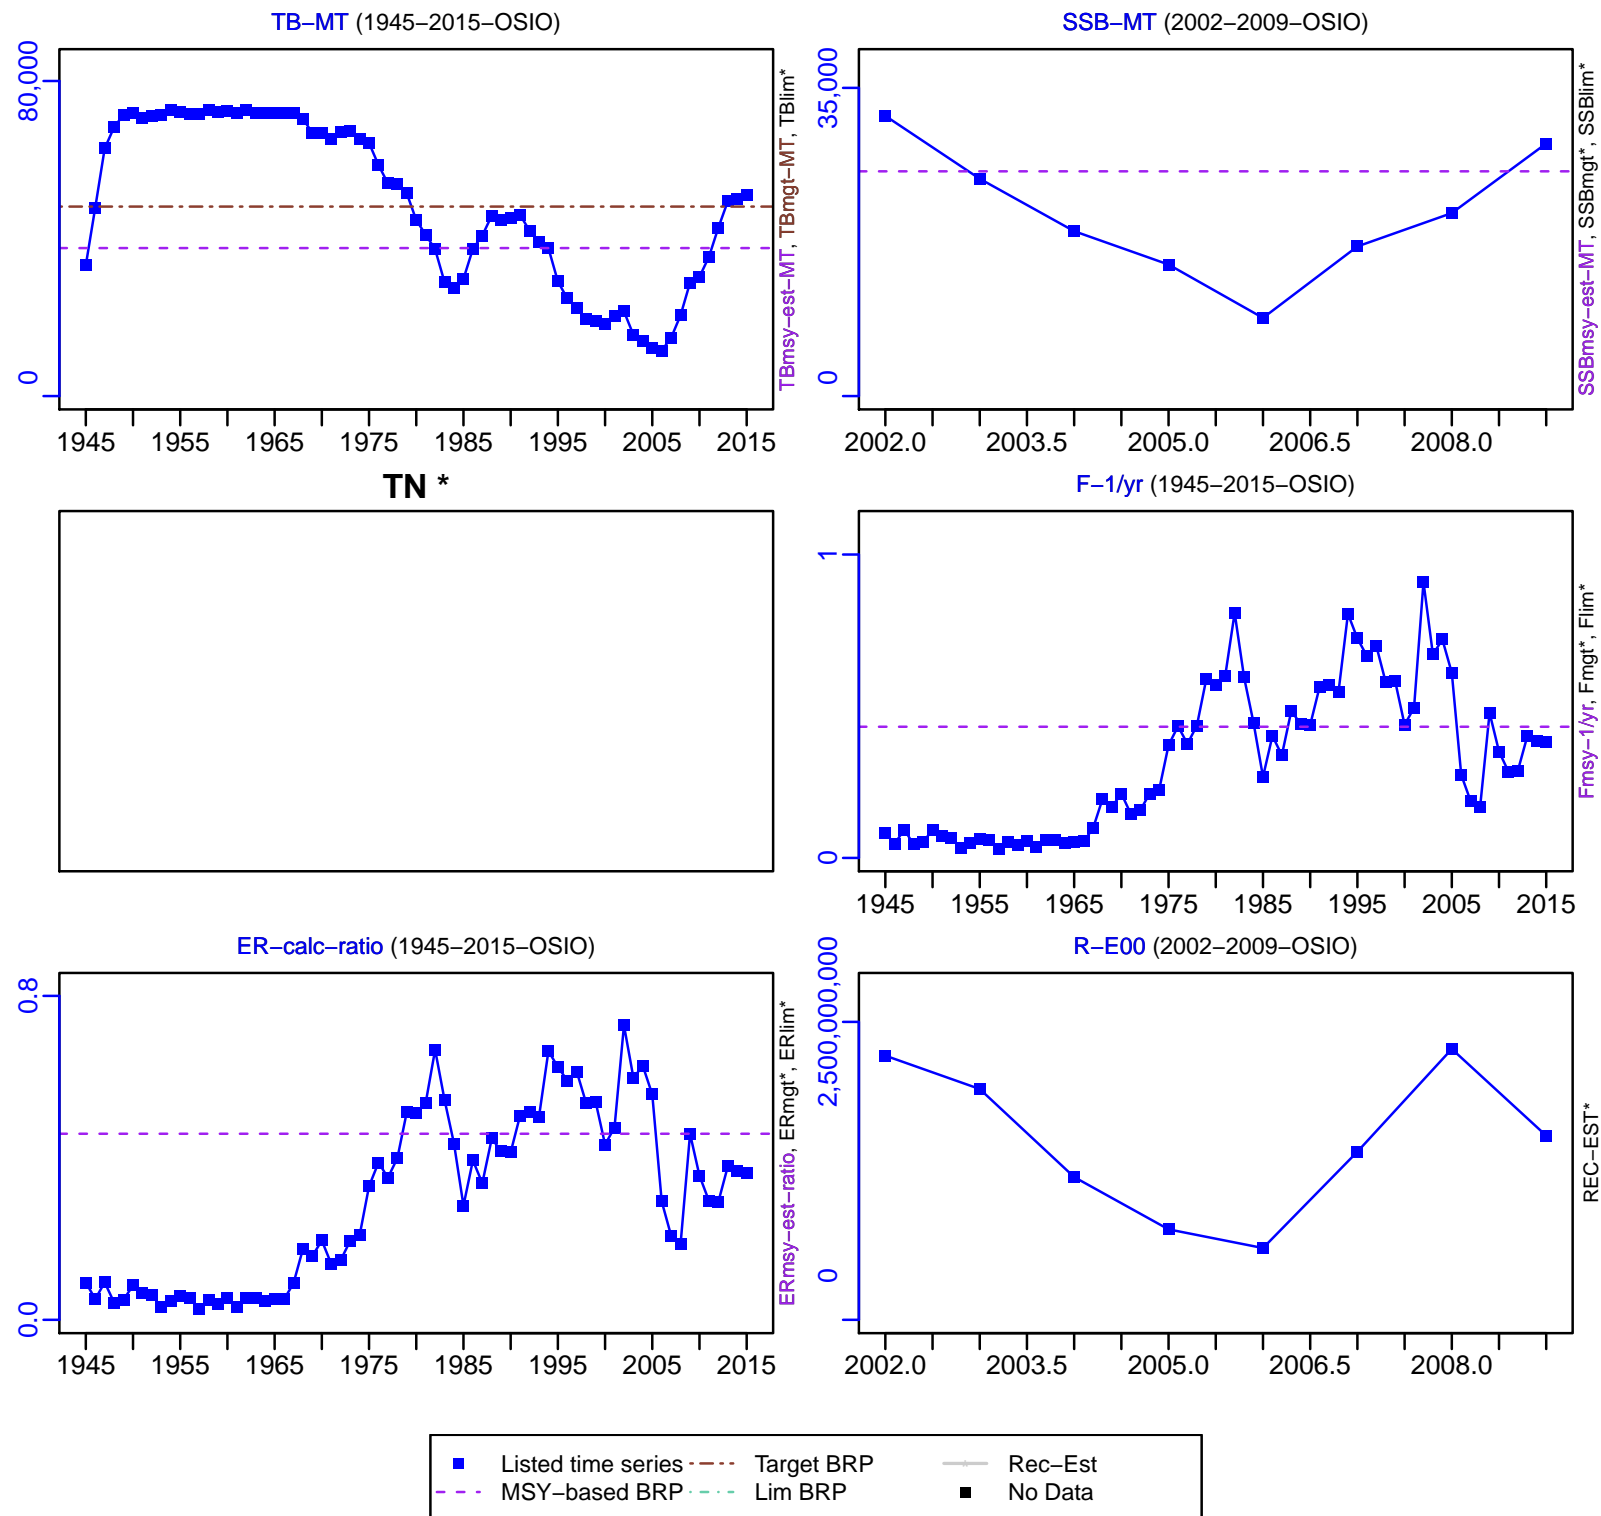 TB−MT (1945−2015−OSIO)
80,000
0
1945 1955 1965 1975 1985 1995 2005 2015
TBmsy−est−MT, TBmgt−MT, TBlim*
SSB−MT (2002−2009−OSIO)
35,000
0
2002.0 2003.5 2005.0 2006.5 2008.0
SSBmsy−est−MT, SSBmgt*, SSBlim*
TN *
F−1/yr (1945−2015−OSIO)
1
0
1945 1955 1965 1975 1985 1995 2005 2015
Fmsy−1/yr, Fmgt*, Flim*
ER−calc−ratio (1945−2015−OSIO)
0.8
0.0
1945 1955 1965 1975 1985 1995 2005 2015
ERmsy−est−ratio, ERmgt*, ERlim*
R−E00 (2002−2009−OSIO)
2,500,000,000
0
2002.0 2003.5 2005.0 2006.5 2008.0
REC−EST*
Listed time series Target BRP Rec−Est
MSY−based BRP Lim BRP No Data